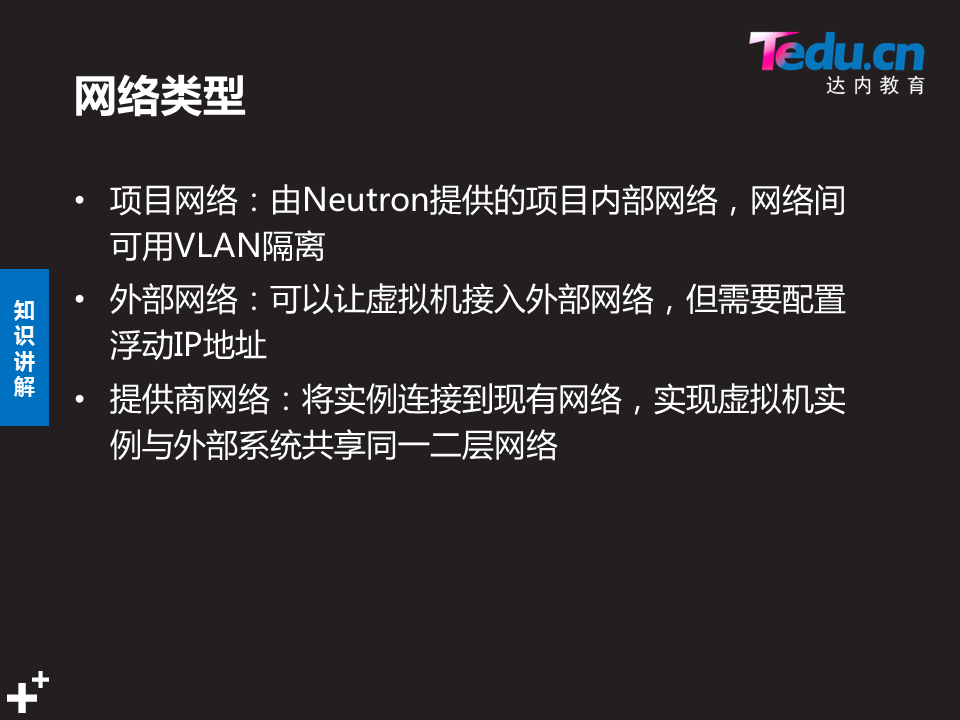 Tedu.cn
达内教育
网络类型
• 项目网络：由Neutron提供的项目内部网络，网络间
可用VLAN隔离
• 外部网络：可以让虚拟机接入外部网络，但需要配置
浮动IP地址
• 提供商网络：将实例连接到现有网络，实现虚拟机实
例与外部系统共享同一二层网络
知
识
讲
解